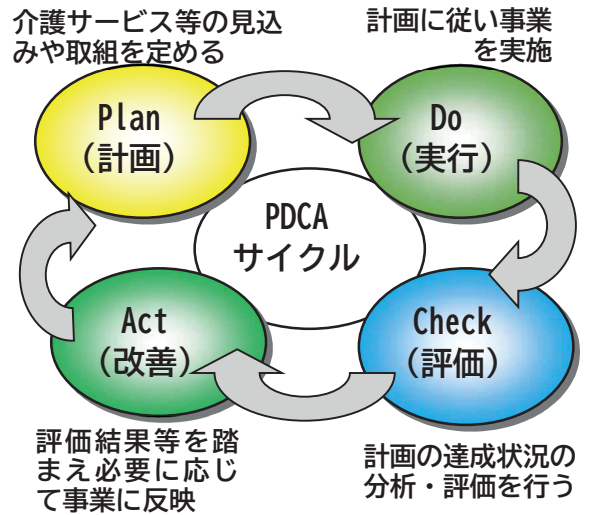 介護サービス等の見込
みや取組を定める
計画に従い事業
を実施
Plan
（計画）
Do
（実行）
PDCA
サイクル
Act
（改善）
Check
（評価）
評価結果等を踏
まえ必要に応じ
て事業に反映
計画の達成状況の
分析・評価を行う